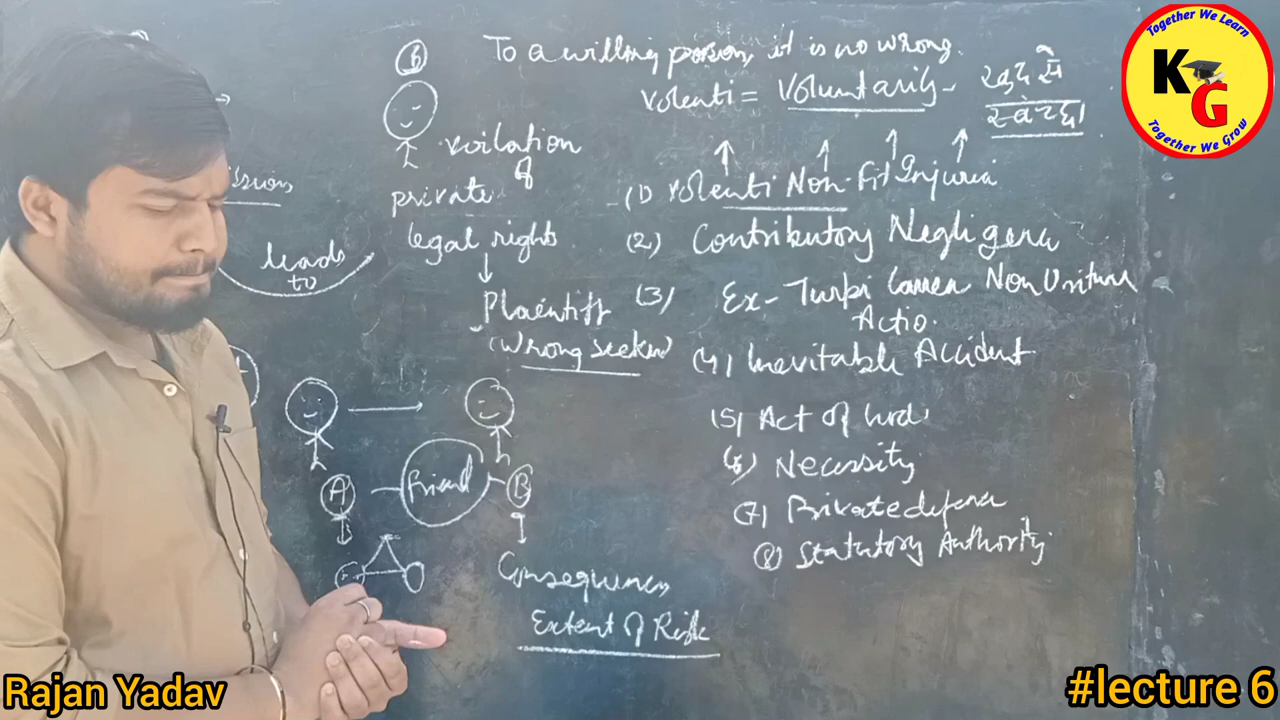 To a willing person, it is no wrong.
Volenti = Voluntarily -
B
voilation
of
private
legal rights
Plaintiff
(Wrong seeker)
(1) Volenti Non-Fit Injuria
(2) Contributory Negligence
(3) Ex-Turpi Causa Non Oritur
Actio.
(4) Inevitable Accident
(5) Act of God
(6) Necessity
(7) Private defence
(8) Statutory Authority
leads
to
A
Friend
B
Consequences
Extent of Risk
Together We Learn
KG
Together We Grow
Rajan Yadav
#lecture 6